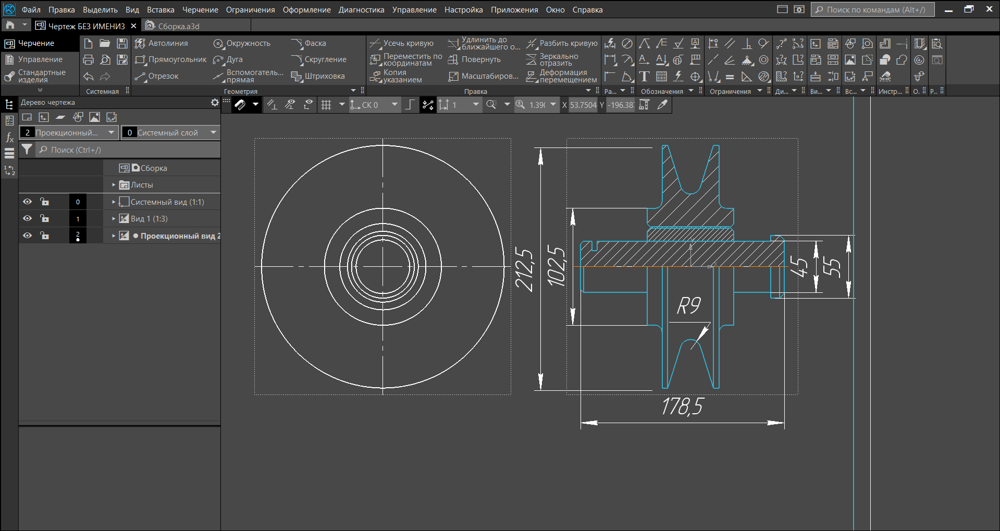 Файл Правка Выделить Вид Вставка Черчение Ограничения Оформление Диагностика Управление Настройка Приложения Окно Справка Поиск по командам (Alt+/)
Чертеж БЕЗ ИМЕНИ3 Сборка.a3d
Черчение
Управление
Стандартные
изделия
Системная
Автолиния
Прямоугольник
Отрезок
Окружность
Дуга
Вспомогатель...
прямая
Фаска
Скругление
Штриховка
Геометрия
Усечь кривую
Переместить по
координатам
Копия
указанием
Удлинить до
ближайшего о...
Повернуть
Масштабиров...
Разбить кривую
Зеркально
отразить
Деформация
перемещением
Правка
Ра... Обозначения Ограничения Ди... Ви... Вс... Инстр... О. Р..
Дерево чертежа
СК 0 1 1.39( X 53.7504 Y -196.387
2 Проекционный... 0 Системный слой
Поиск (Ctrl+/)
Сборка
Листы
0 Системный вид (1:1)
1 Вид 1 (1:3)
2 Проекционный вид 2
212,5
102,5
45
55
R9
178,5